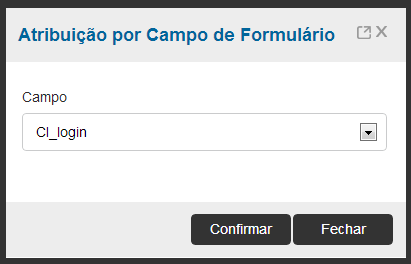 Atribuição por Campo de Formulário
Campo
Cl_login
Confirmar Fechar